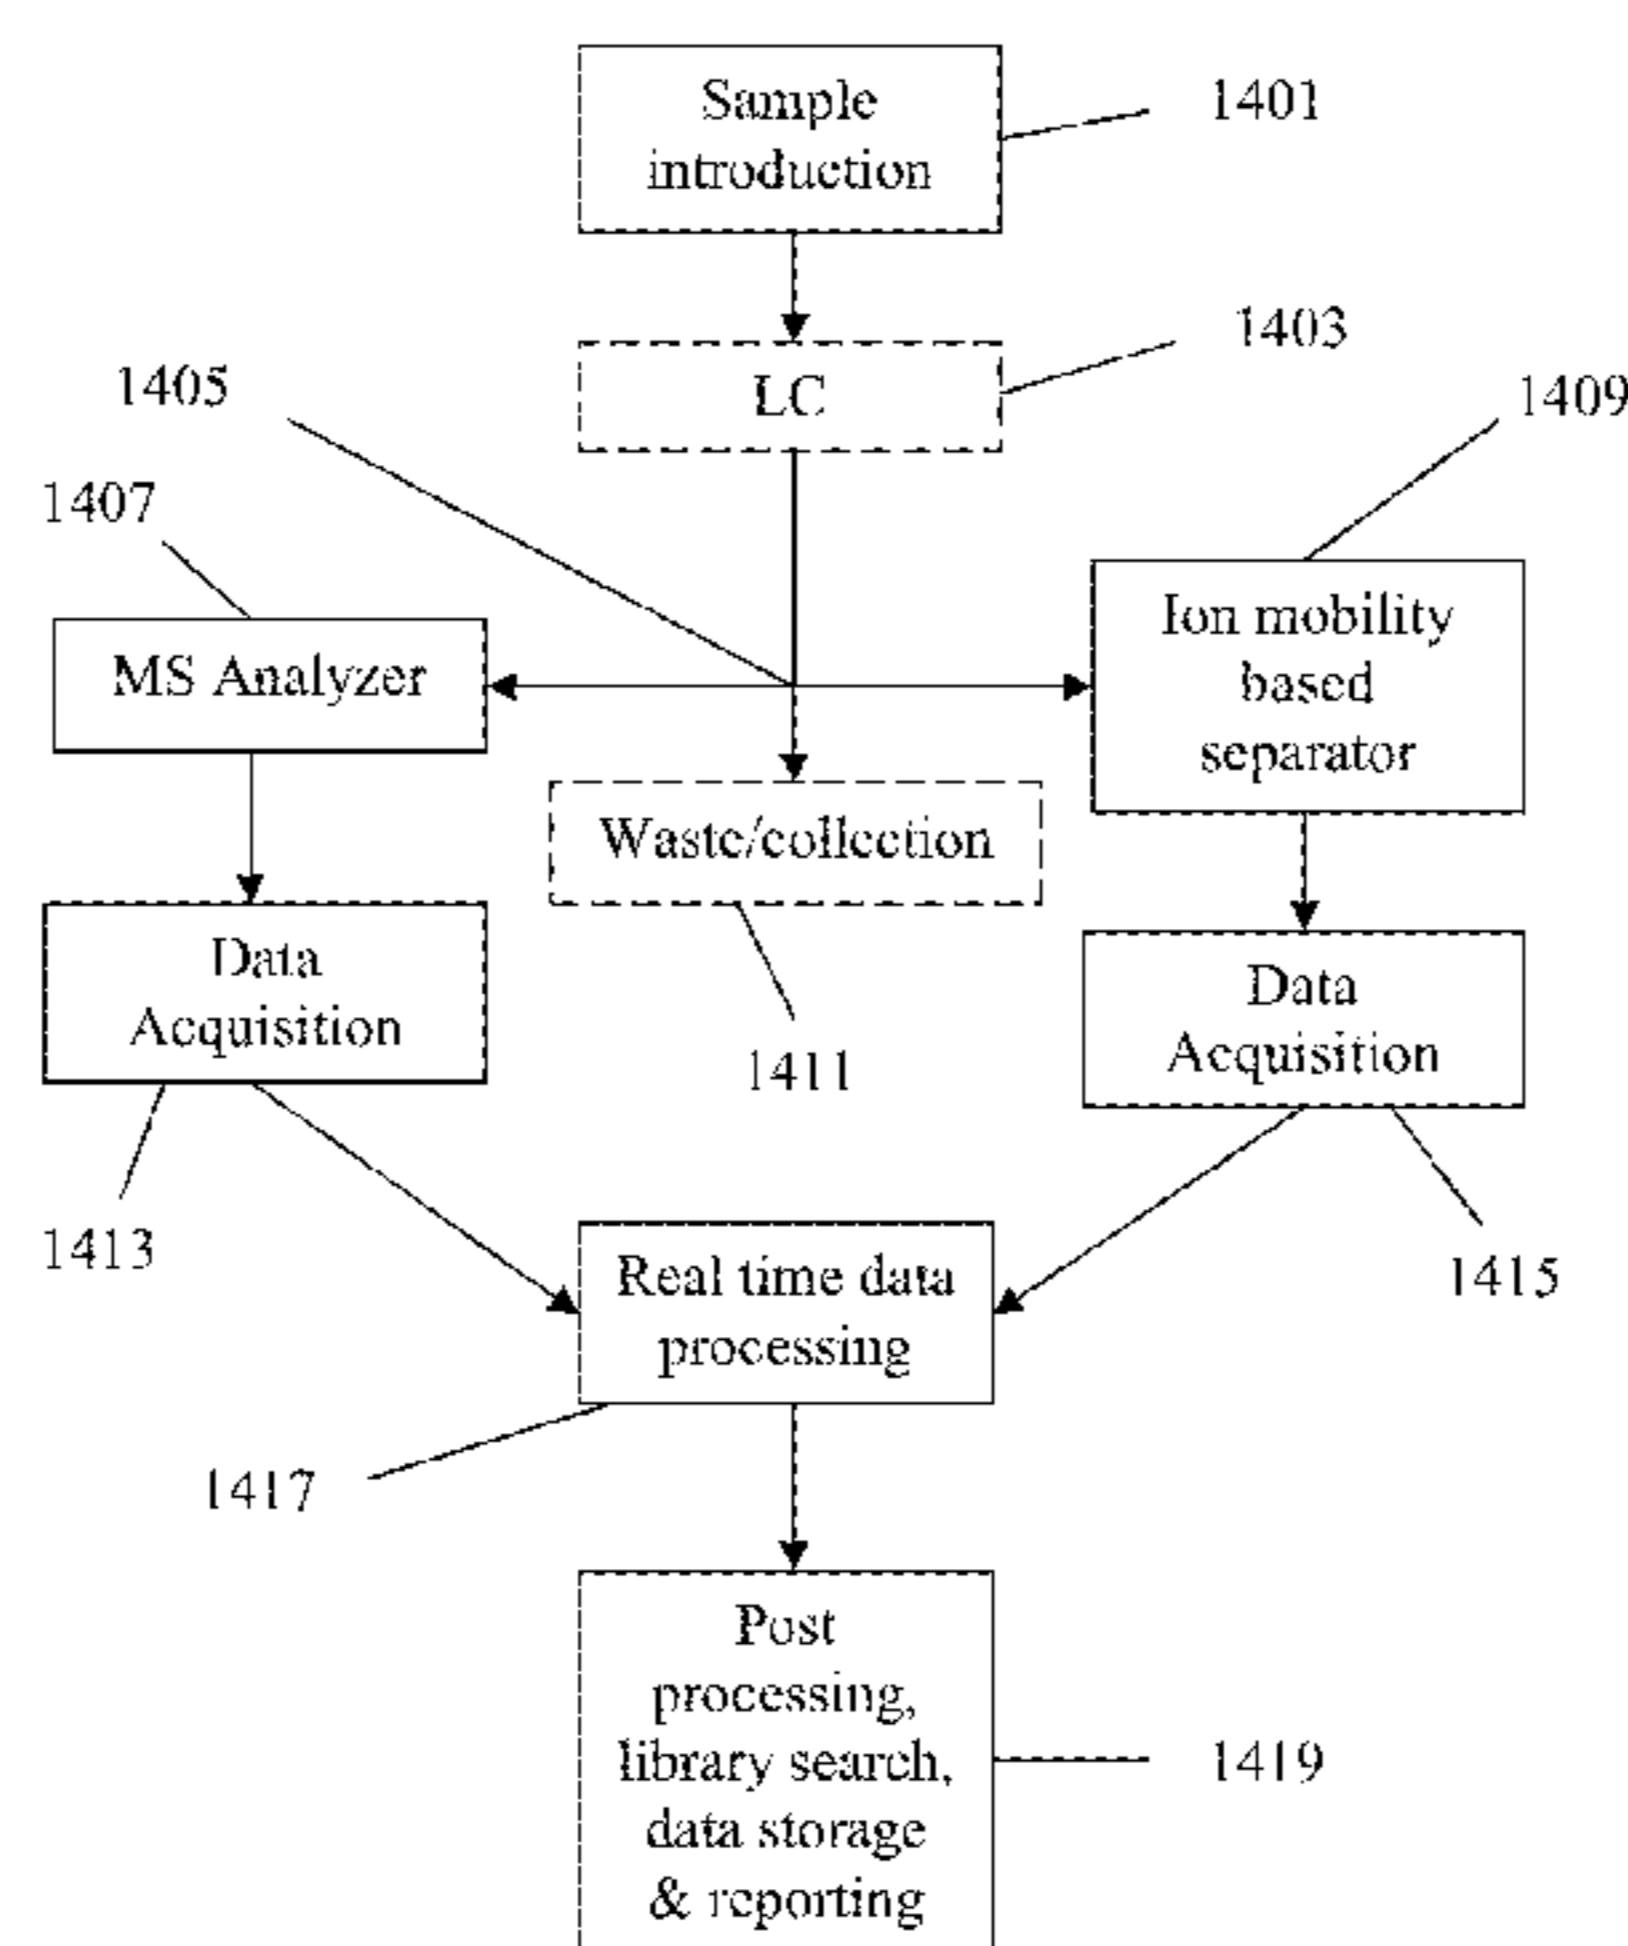 Sample
introduction
1401
LC
1403
1405
1409
1407
MS Analyzer
Ion mobility
based
separator
Waste/collection
1411
Data
Acquisition
Data
Acquisition
1413
1415
Real time data
processing
1417
Post
processing,
library search,
data storage
& reporting
1419